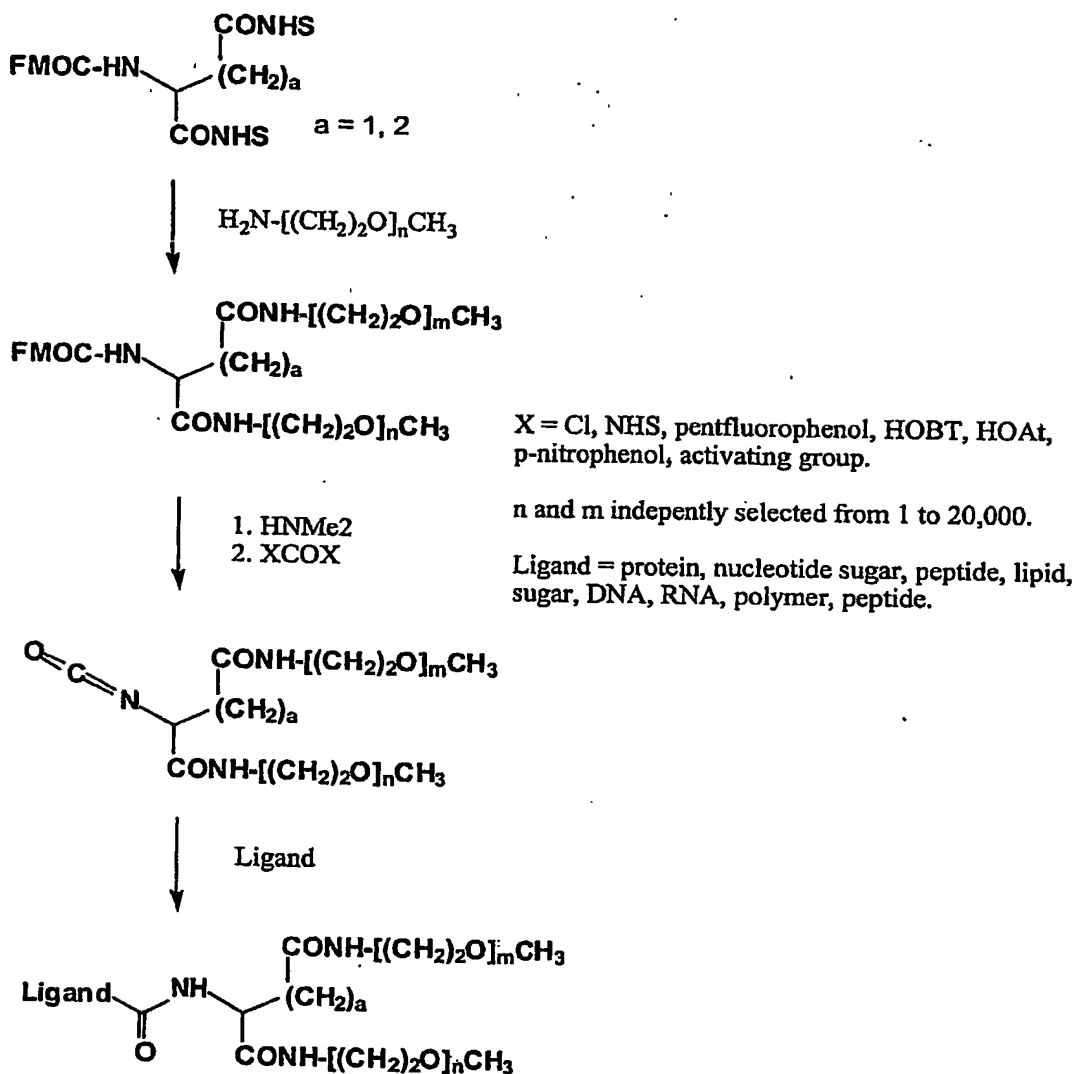 CONHS
FMOC-HN
(CH2)a
CONHS
a = 1, 2
H2N-[(CH2)2O]nCH3
CONH-[(CH2)2O]mCH3
FMOC-HN
(CH2)a
CONH-[(CH2)2O]nCH3
X = Cl, NHS, pentfluorophenol, HOBT, HOAt,
p-nitrophenol, activating group.
1. HNMe2
2. XCOX
n and m indepently selected from 1 to 20,000.
Ligand = protein, nucleotide sugar, peptide, lipid,
sugar, DNA, RNA, polymer, peptide.
O
C
N
CONH-[(CH2)2O]mCH3
(CH2)a
CONH-[(CH2)2O]nCH3
Ligand
CONH-[(CH2)2O]mCH3
Ligand
NH
(CH2)a
O
CONH-[(CH2)2O]nCH3